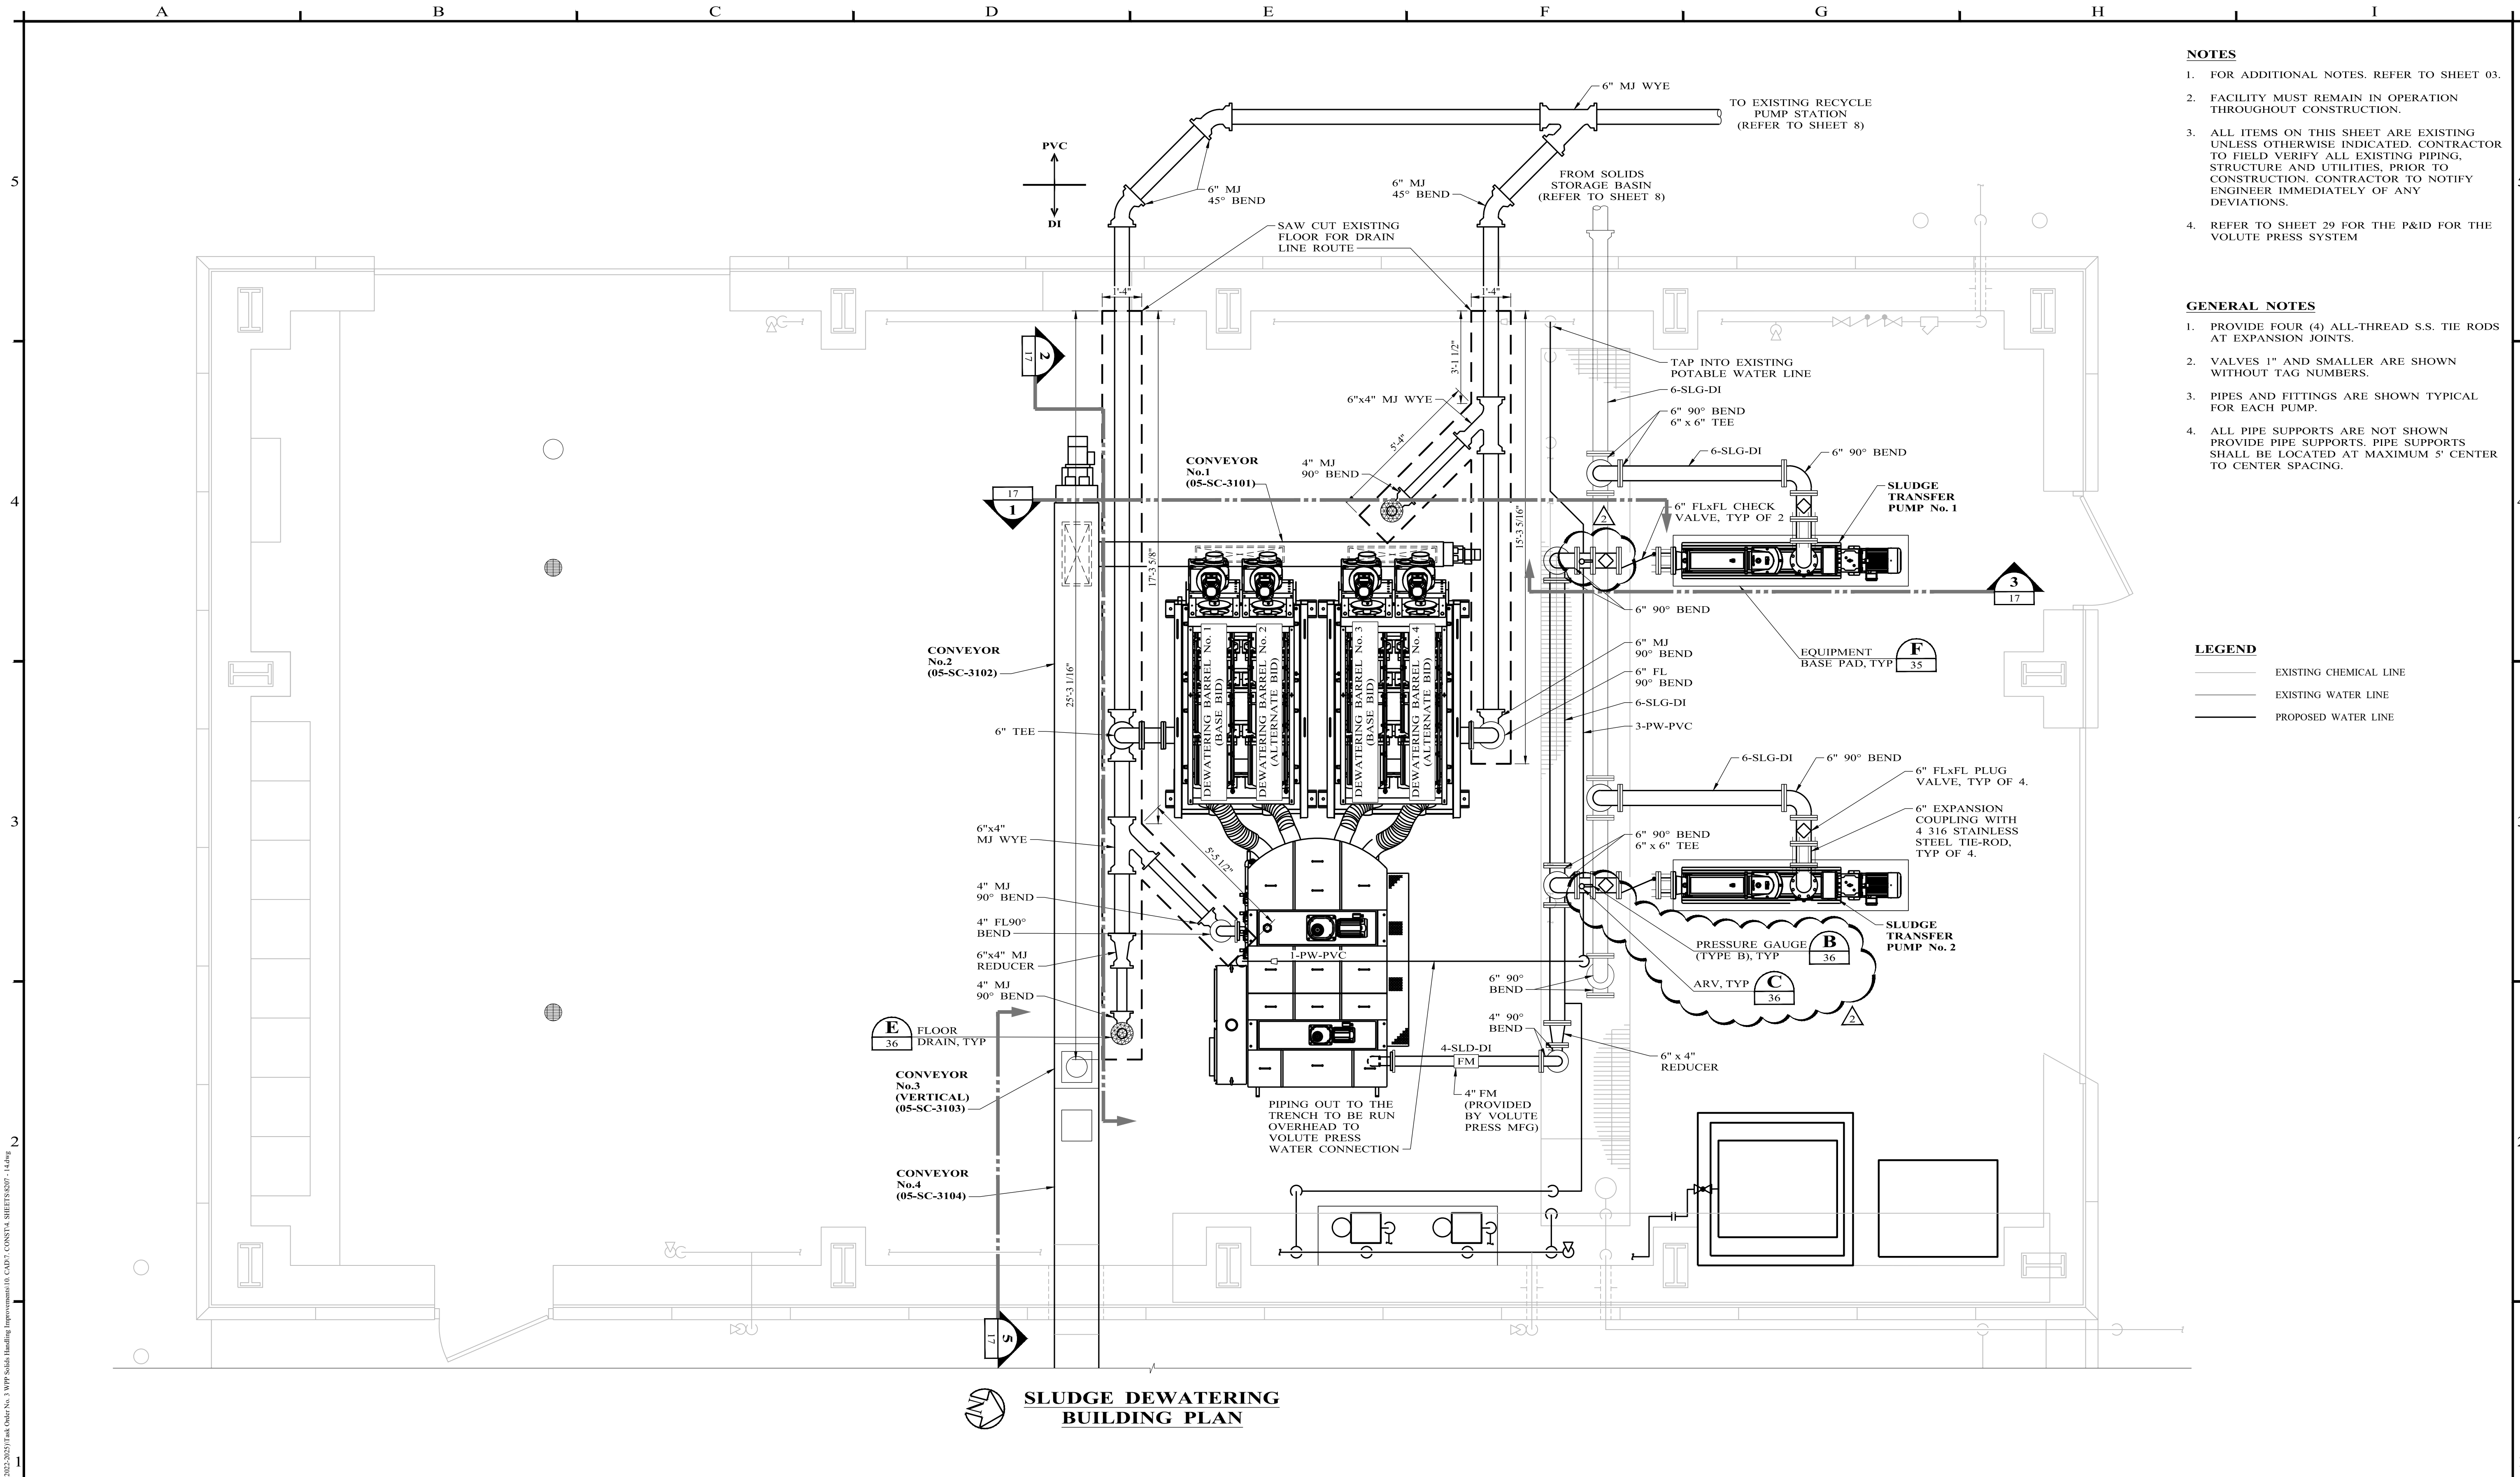 A B C D E F G H I
5
4
3
2
1
NOTES
1. FOR ADDITIONAL NOTES. REFER TO SHEET 03.
2. FACILITY MUST REMAIN IN OPERATION
THROUGHOUT CONSTRUCTION.
3. ALL ITEMS ON THIS SHEET ARE EXISTING
UNLESS OTHERWISE INDICATED. CONTRACTOR
TO FIELD VERIFY ALL EXISTING PIPING,
STRUCTURE AND UTILITIES, PRIOR TO
CONSTRUCTION. CONTRACTOR TO NOTIFY
ENGINEER IMMEDIATELY OF ANY
DEVIATIONS.
4. REFER TO SHEET 29 FOR THE P&ID FOR THE
VOLUTE PRESS SYSTEM
GENERAL NOTES
1. PROVIDE FOUR (4) ALL-THREAD S.S. TIE RODS
AT EXPANSION JOINTS.
2. VALVES 1" AND SMALLER ARE SHOWN
WITHOUT TAG NUMBERS.
3. PIPES AND FITTINGS ARE SHOWN TYPICAL
FOR EACH PUMP.
4. ALL PIPE SUPPORTS ARE NOT SHOWN
PROVIDE PIPE SUPPORTS. PIPE SUPPORTS
SHALL BE LOCATED AT MAXIMUM 5' CENTER
TO CENTER SPACING.
LEGEND
EXISTING CHEMICAL LINE
EXISTING WATER LINE
PROPOSED WATER LINE
6" MJ WYE
TO EXISTING RECYCLE
PUMP STATION
(REFER TO SHEET 8)
PVC
DI
6" MJ
45° BEND
6" MJ
45° BEND
FROM SOLIDS
STORAGE BASIN
(REFER TO SHEET 8)
SAW CUT EXISTING
FLOOR FOR DRAIN
LINE ROUTE
1'-4"
1'-4"
2
17
3'-1 1/2"
TAP INTO EXISTING
POTABLE WATER LINE
6-SLG-DI
6"x4" MJ WYE
6" 90° BEND
6" x 6" TEE
5'-4"
6-SLG-DI
6" 90° BEND
CONVEYOR
No.1
(05-SC-3101)
4" MJ
90° BEND
17
1
SLUDGE
TRANSFER
PUMP No. 1
6" FLxFL CHECK
VALVE, TYP OF 2
2
15'-3 5/16"
17'-3 5/8"
3
17
6" 90° BEND
CONVEYOR
No.2
(05-SC-3102)
25'-3 1/16"
DEWATERING BARREL No. 1
(BASE BID)
DEWATERING BARREL No. 2
(ALTERNATE BID)
DEWATERING BARREL No. 3
(BASE BID)
DEWATERING BARREL No. 4
(ALTERNATE BID)
6" MJ
90° BEND
6" FL
90° BEND
6-SLG-DI
3-PW-PVC
EQUIPMENT
BASE PAD, TYP
F
35
6" TEE
6-SLG-DI
6" 90° BEND
6" FLxFL PLUG
VALVE, TYP OF 4.
6" EXPANSION
COUPLING WITH
4 316 STAINLESS
STEEL TIE-ROD,
TYP OF 4.
6"x4"
MJ WYE
5'-5 1/2"
6" 90° BEND
6" x 6" TEE
4" MJ
90° BEND
4" FL90°
BEND
6"x4" MJ
REDUCER
4" MJ
90° BEND
1-PW-PVC
SLUDGE
TRANSFER
PUMP No. 2
PRESSURE GAUGE
(TYPE B), TYP
B
36
ARV, TYP
C
36
2
6" 90°
BEND
4" 90°
BEND
E
36
FLOOR
DRAIN, TYP
4-SLD-DI
FM
6" x 4"
REDUCER
CONVEYOR
No.3
(VERTICAL)
(05-SC-3103)
PIPING OUT TO THE
TRENCH TO BE RUN
OVERHEAD TO
VOLUTE PRESS
WATER CONNECTION
4" FM
(PROVIDED
BY VOLUTE
PRESS MFG)
CONVEYOR
No.4
(05-SC-3104)
5
17
N
SLUDGE DEWATERING
BUILDING PLAN
2022-2025)\Task Order No. 3 WPP Solids Handling Improvements\10. CAD\7. CONST\4. SHEETS\8207 - 14.dwg